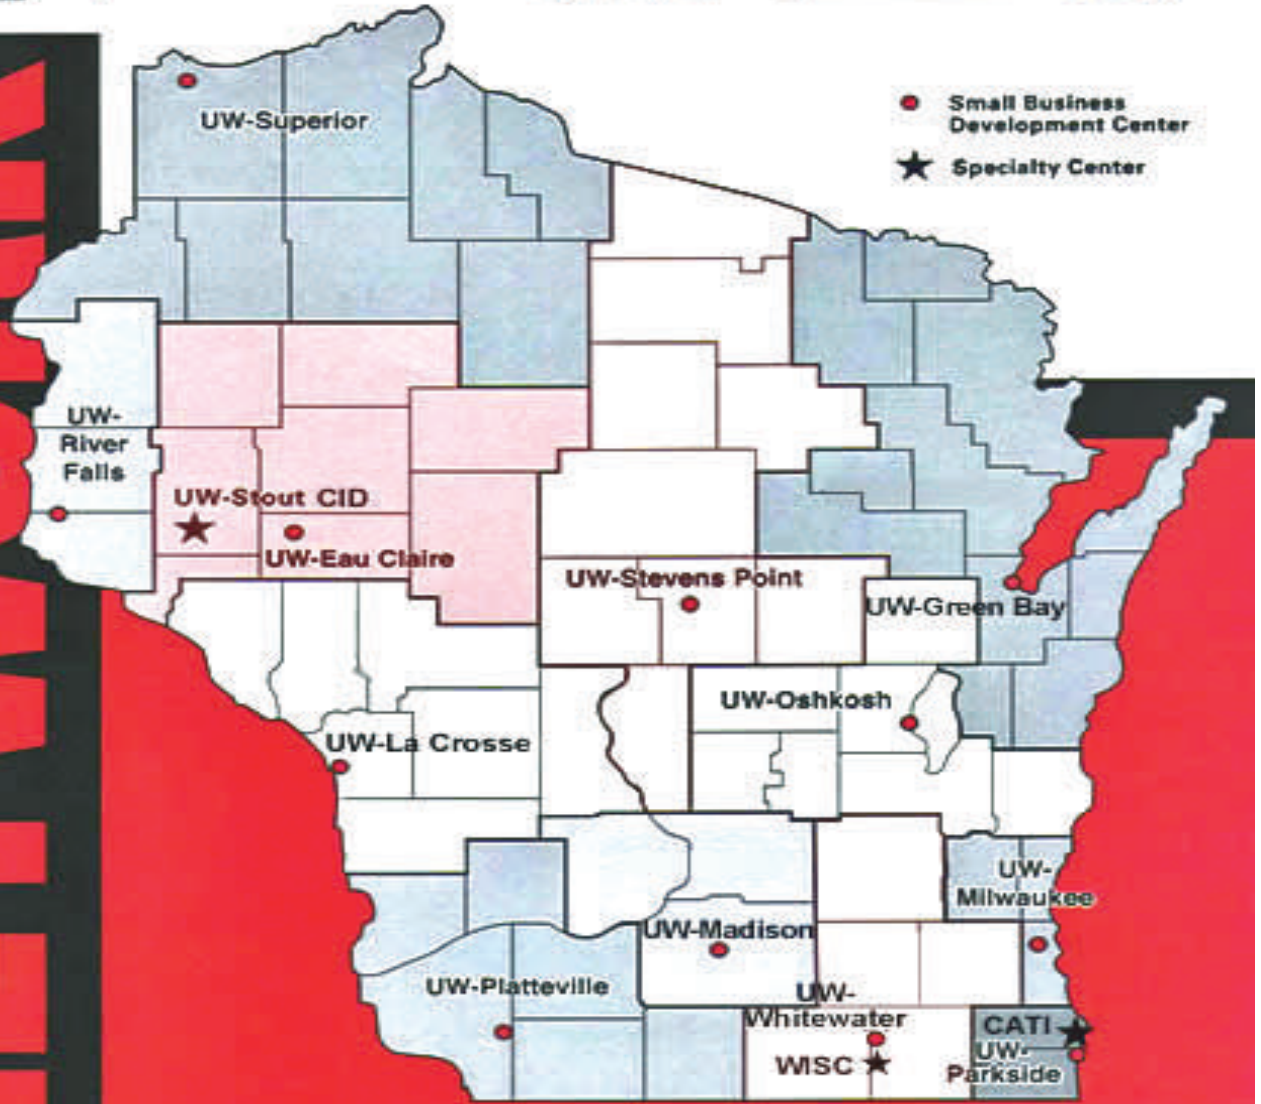 UW-Superior
Small Business
Development Center
Specialty Center
UW-
River
Falls
UW-Stout CID
UW-Eau Claire
UW-Stevens Point
UW-Green Bay
UW-Oshkosh
UW-La Crosse
UW-
Milwaukee
UW-Madison
UW-Platteville
UW-
Whitewater
WISC
CATI
UW-
Parkside